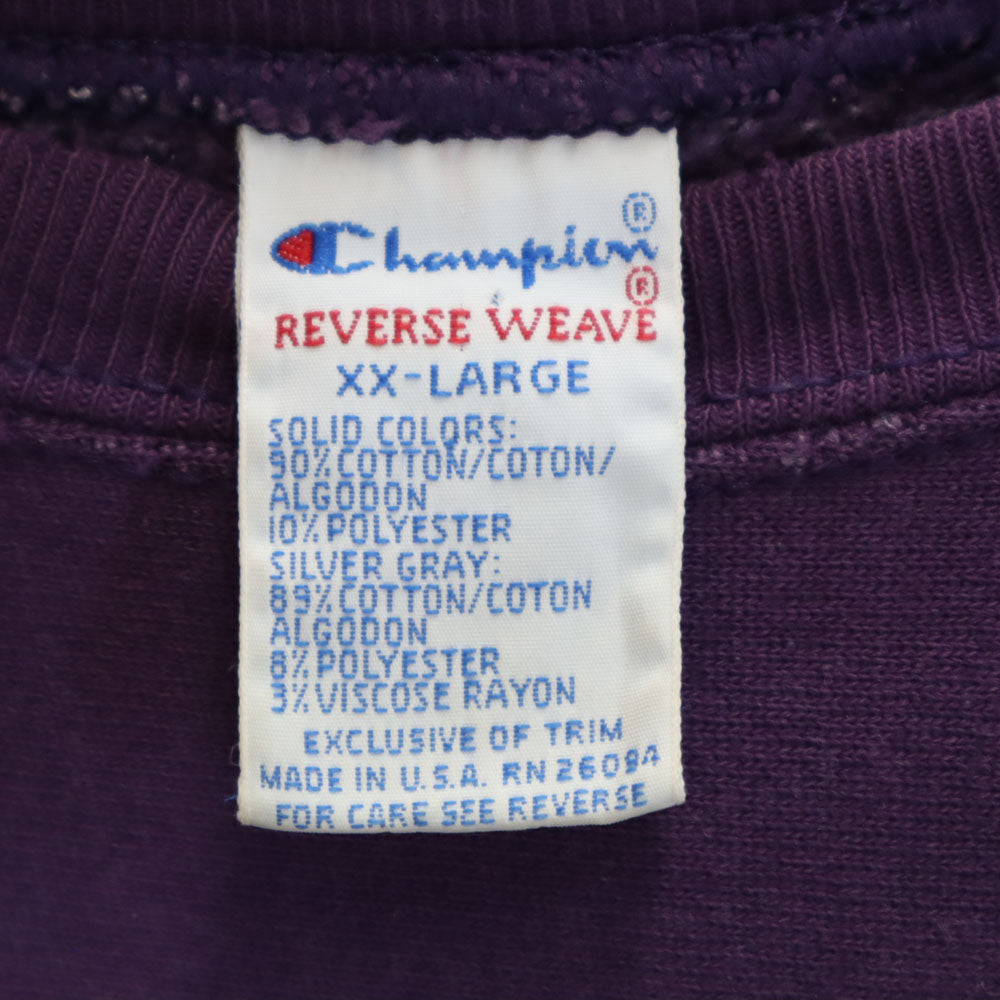 Champion®
REVERSE WEAVE®
XX-LARGE
SOLID COLORS:
90% COTTON/COTON/
ALGODON
10% POLYESTER
SILVER GRAY:
89% COTTON/COTON
ALGODON
8% POLYESTER
3% VISCOSE RAYON
EXCLUSIVE OF TRIM
MADE IN U.S.A. RN 26094
FOR CARE SEE REVERSE